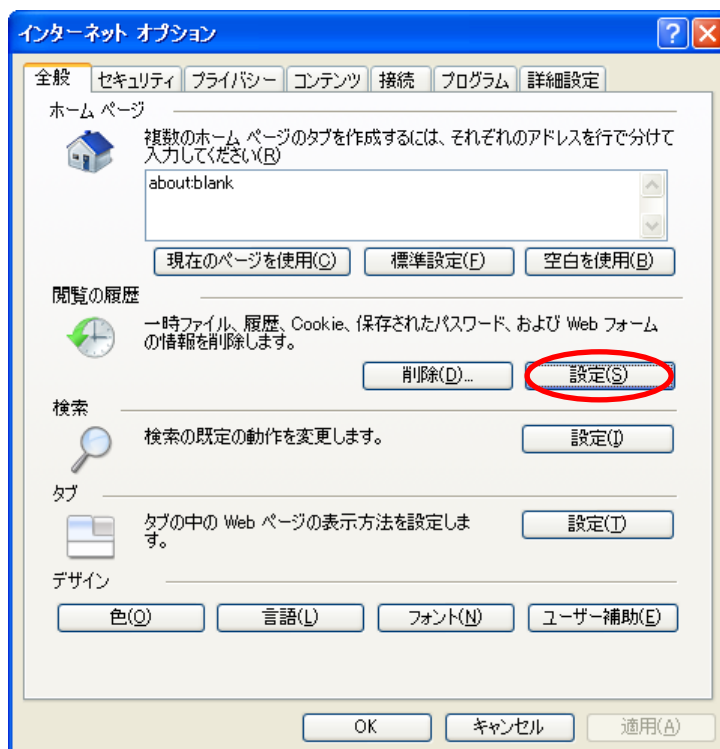 インターネット オプション
全般 セキュリティ プライバシー コンテンツ 接続 プログラム 詳細設定
ホーム ページ
複数のホーム ページのタブを作成するには、それぞれのアドレスを行で分けて
入力してください(R)
about:blank
現在のページを使用(C) 標準設定(F) 空白を使用(B)
閲覧の履歴
一時ファイル、履歴、Cookie、保存されたパスワード、および Web フォーム
の情報を削除します。
削除(D)... 設定(S)
検索
検索の既定の動作を変更します。 設定(I)
タブ
タブの中の Web ページの表示方法を設定しま
す。
設定(T)
デザイン
色(O) 言語(L) フォント(N) ユーザー補助(E)
OK キャンセル 適用(A)